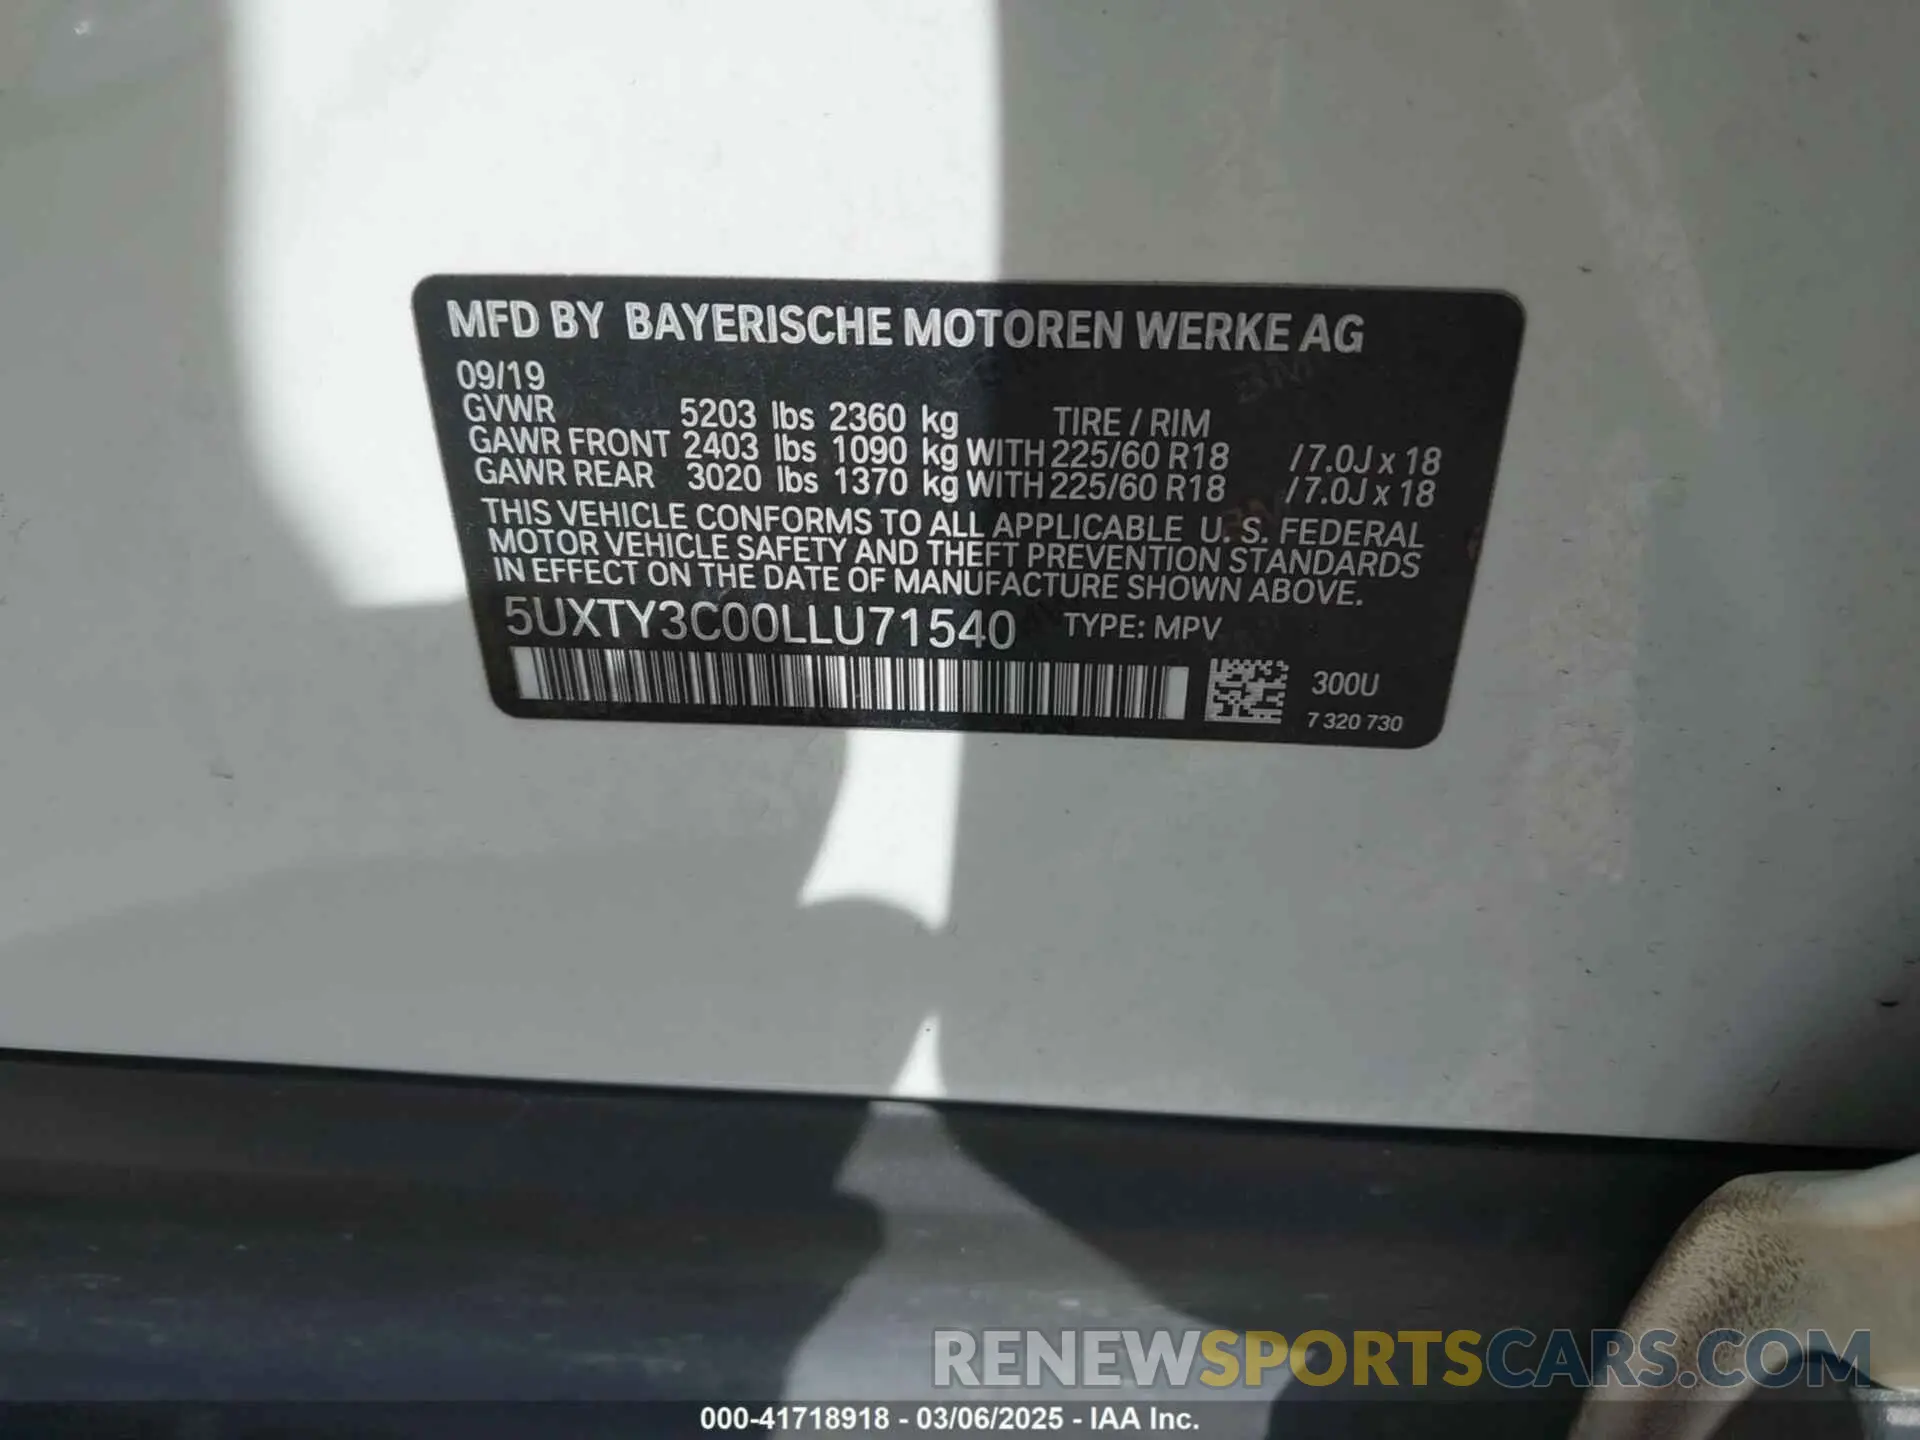 MFD BY BAYERISCHE MOTOREN WERKE AG
09/19
GVWR 5203 lbs 2360 kg TIRE / RIM
GAWR FRONT 2403 lbs 1090 kg WITH 225/60 R18 / 7.0J x 18
GAWR REAR 3020 lbs 1370 kg WITH 225/60 R18 / 7.0J x 18
THIS VEHICLE CONFORMS TO ALL APPLICABLE U. S. FEDERAL
MOTOR VEHICLE SAFETY AND THEFT PREVENTION STANDARDS
IN EFFECT ON THE DATE OF MANUFACTURE SHOWN ABOVE.
5UXTY3C00LLU71540 TYPE: MPV
300U
7 320 730
RENEWSPORTSCARS.COM
000-41718918 - 03/06/2025 - IAA Inc.